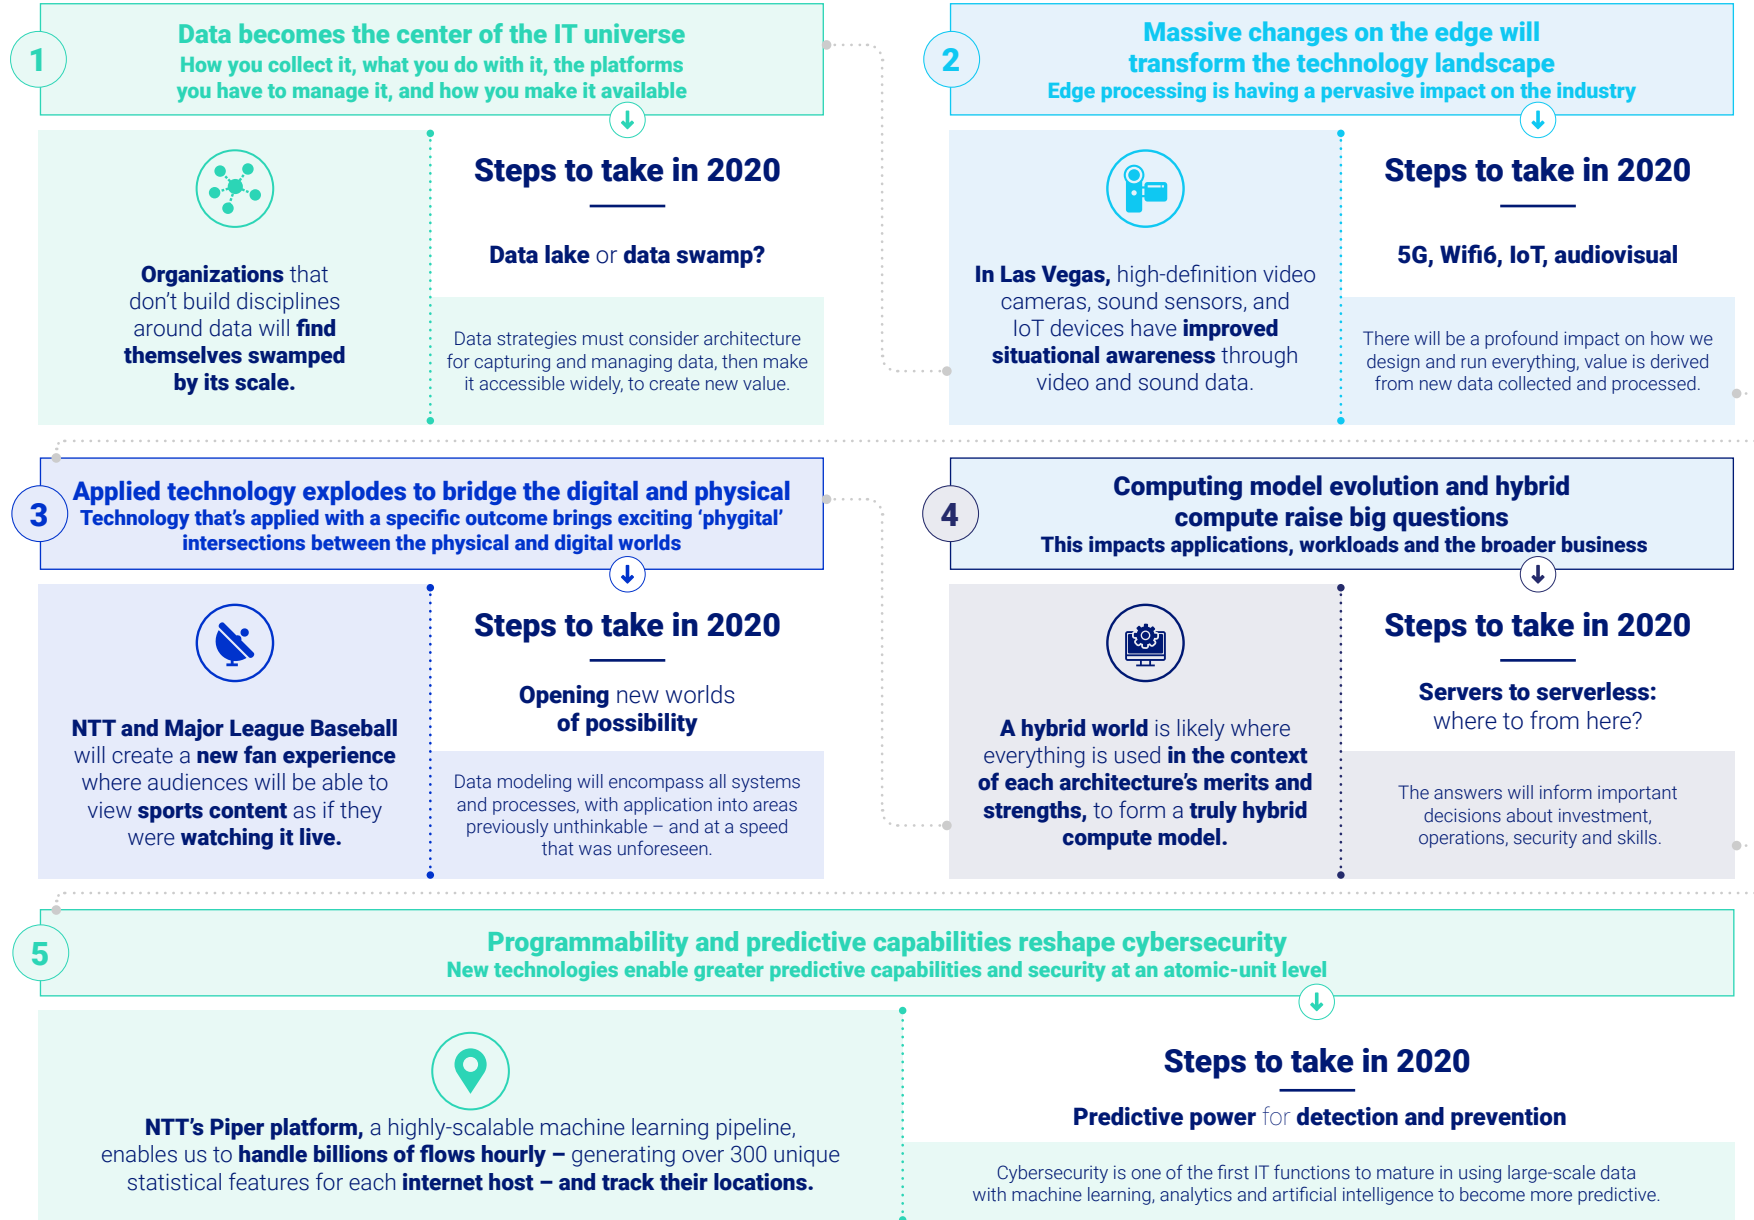 1
Data becomes the center of the IT universe
How you collect it, what you do with it, the platforms
you have to manage it, and how you make it available
Organizations that
don't build disciplines
around data will find
themselves swamped
by its scale.
Steps to take in 2020
Data lake or data swamp?
Data strategies must consider architecture
for capturing and managing data, then make
it accessible widely, to create new value.
2
Massive changes on the edge will
transform the technology landscape
Edge processing is having a pervasive impact on the industry
In Las Vegas, high-definition video
cameras, sound sensors, and
IoT devices have improved
situational awareness through
video and sound data.
Steps to take in 2020
5G, Wifi6, IoT, audiovisual
There will be a profound impact on how we
design and run everything, value is derived
from new data collected and processed.
3
Applied technology explodes to bridge the digital and physical
Technology that's applied with a specific outcome brings exciting ‘phygital’
intersections between the physical and digital worlds
NTT and Major League Baseball
will create a new fan experience
where audiences will be able to
view sports content as if they
were watching it live.
Steps to take in 2020
Opening new worlds
of possibility
Data modeling will encompass all systems
and processes, with application into areas
previously unthinkable – and at a speed
that was unforeseen.
4
Computing model evolution and hybrid
compute raise big questions
This impacts applications, workloads and the broader business
A hybrid world is likely where
everything is used in the context
of each architecture's merits and
strengths, to form a truly hybrid
compute model.
Steps to take in 2020
Servers to serverless:
where to from here?
The answers will inform important
decisions about investment,
operations, security and skills.
5
Programmability and predictive capabilities reshape cybersecurity
New technologies enable greater predictive capabilities and security at an atomic-unit level
NTT's Piper platform, a highly-scalable machine learning pipeline,
enables us to handle billions of flows hourly – generating over 300 unique
statistical features for each internet host – and track their locations.
Steps to take in 2020
Predictive power for detection and prevention
Cybersecurity is one of the first IT functions to mature in using large-scale data
with machine learning, analytics and artificial intelligence to become more predictive.